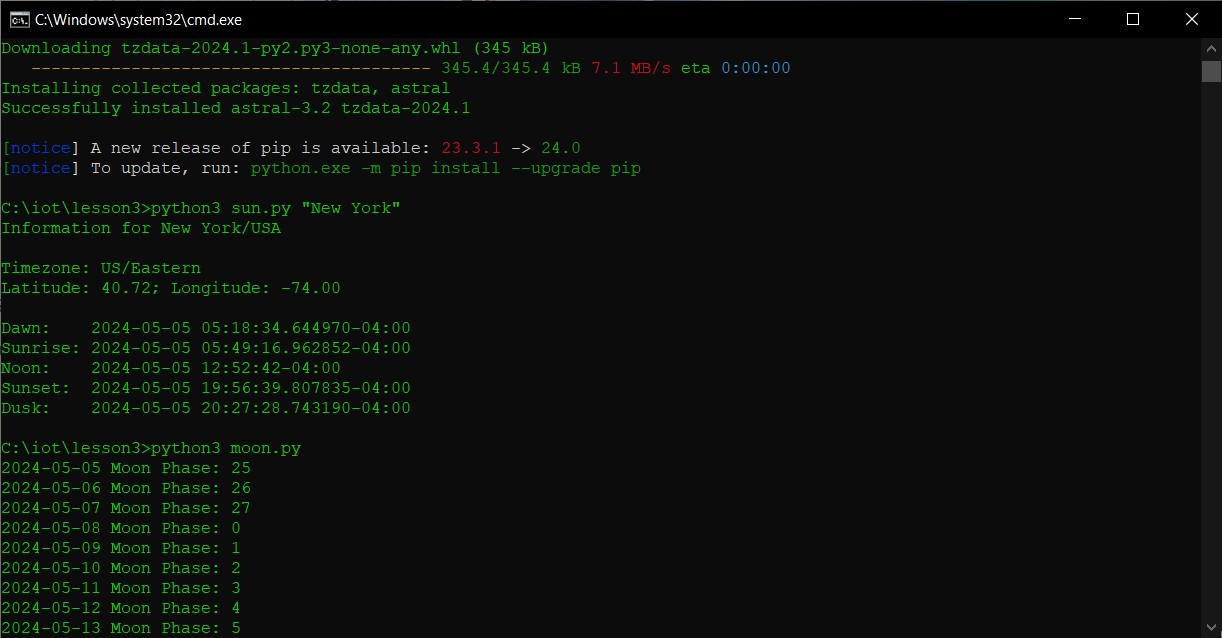 C:\Windows\system32\cmd.exe
Downloading tzdata-2024.1-py2.py3-none-any.whl (345 kB)
---------------------------------------- 345.4/345.4 kB 7.1 MB/s eta 0:00:00
Installing collected packages: tzdata, astral
Successfully installed astral-3.2 tzdata-2024.1
[notice] A new release of pip is available: 23.3.1 -> 24.0
[notice] To update, run: python.exe -m pip install --upgrade pip
C:\iot\lesson3>python3 sun.py "New York"
Information for New York/USA
Timezone: US/Eastern
Latitude: 40.72; Longitude: -74.00
Dawn:    2024-05-05 05:18:34.644970-04:00
Sunrise: 2024-05-05 05:49:16.962852-04:00
Noon:    2024-05-05 12:52:42-04:00
Sunset:  2024-05-05 19:56:39.807835-04:00
Dusk:    2024-05-05 20:27:28.743190-04:00
C:\iot\lesson3>python3 moon.py
2024-05-05 Moon Phase: 25
2024-05-06 Moon Phase: 26
2024-05-07 Moon Phase: 27
2024-05-08 Moon Phase: 0
2024-05-09 Moon Phase: 1
2024-05-10 Moon Phase: 2
2024-05-11 Moon Phase: 3
2024-05-12 Moon Phase: 4
2024-05-13 Moon Phase: 5